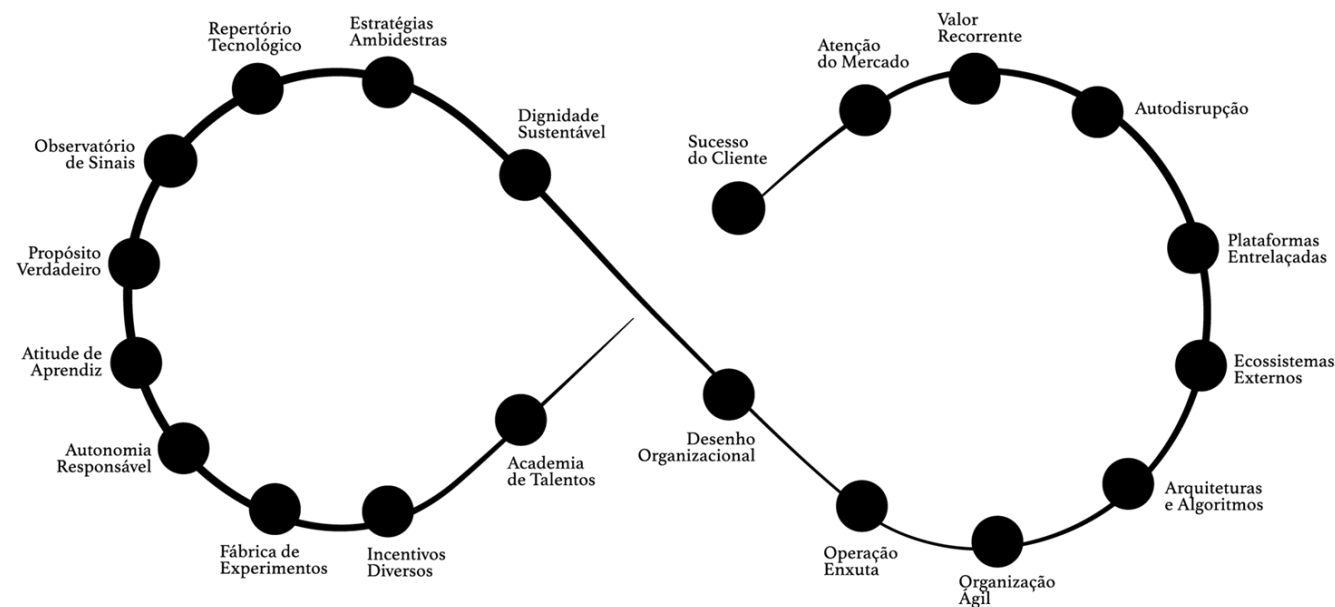 Repertório
Tecnológico
Estratégias
Ambidestras
Dignidade
Sustentável
Observatório
de Sinais
Propósito
Verdadeiro
Atitude de
Aprendiz
Autonomia
Responsável
Fábrica de
Experimentos
Incentivos
Diversos
Academia
de Talentos
Sucesso
do Cliente
Atenção
do Mercado
Valor
Recorrente
Autodisrupção
Plataformas
Entrelaçadas
Ecossistemas
Externos
Arquiteturas
e Algoritmos
Organização
Ágil
Operação
Enxuta
Desenho
Organizacional